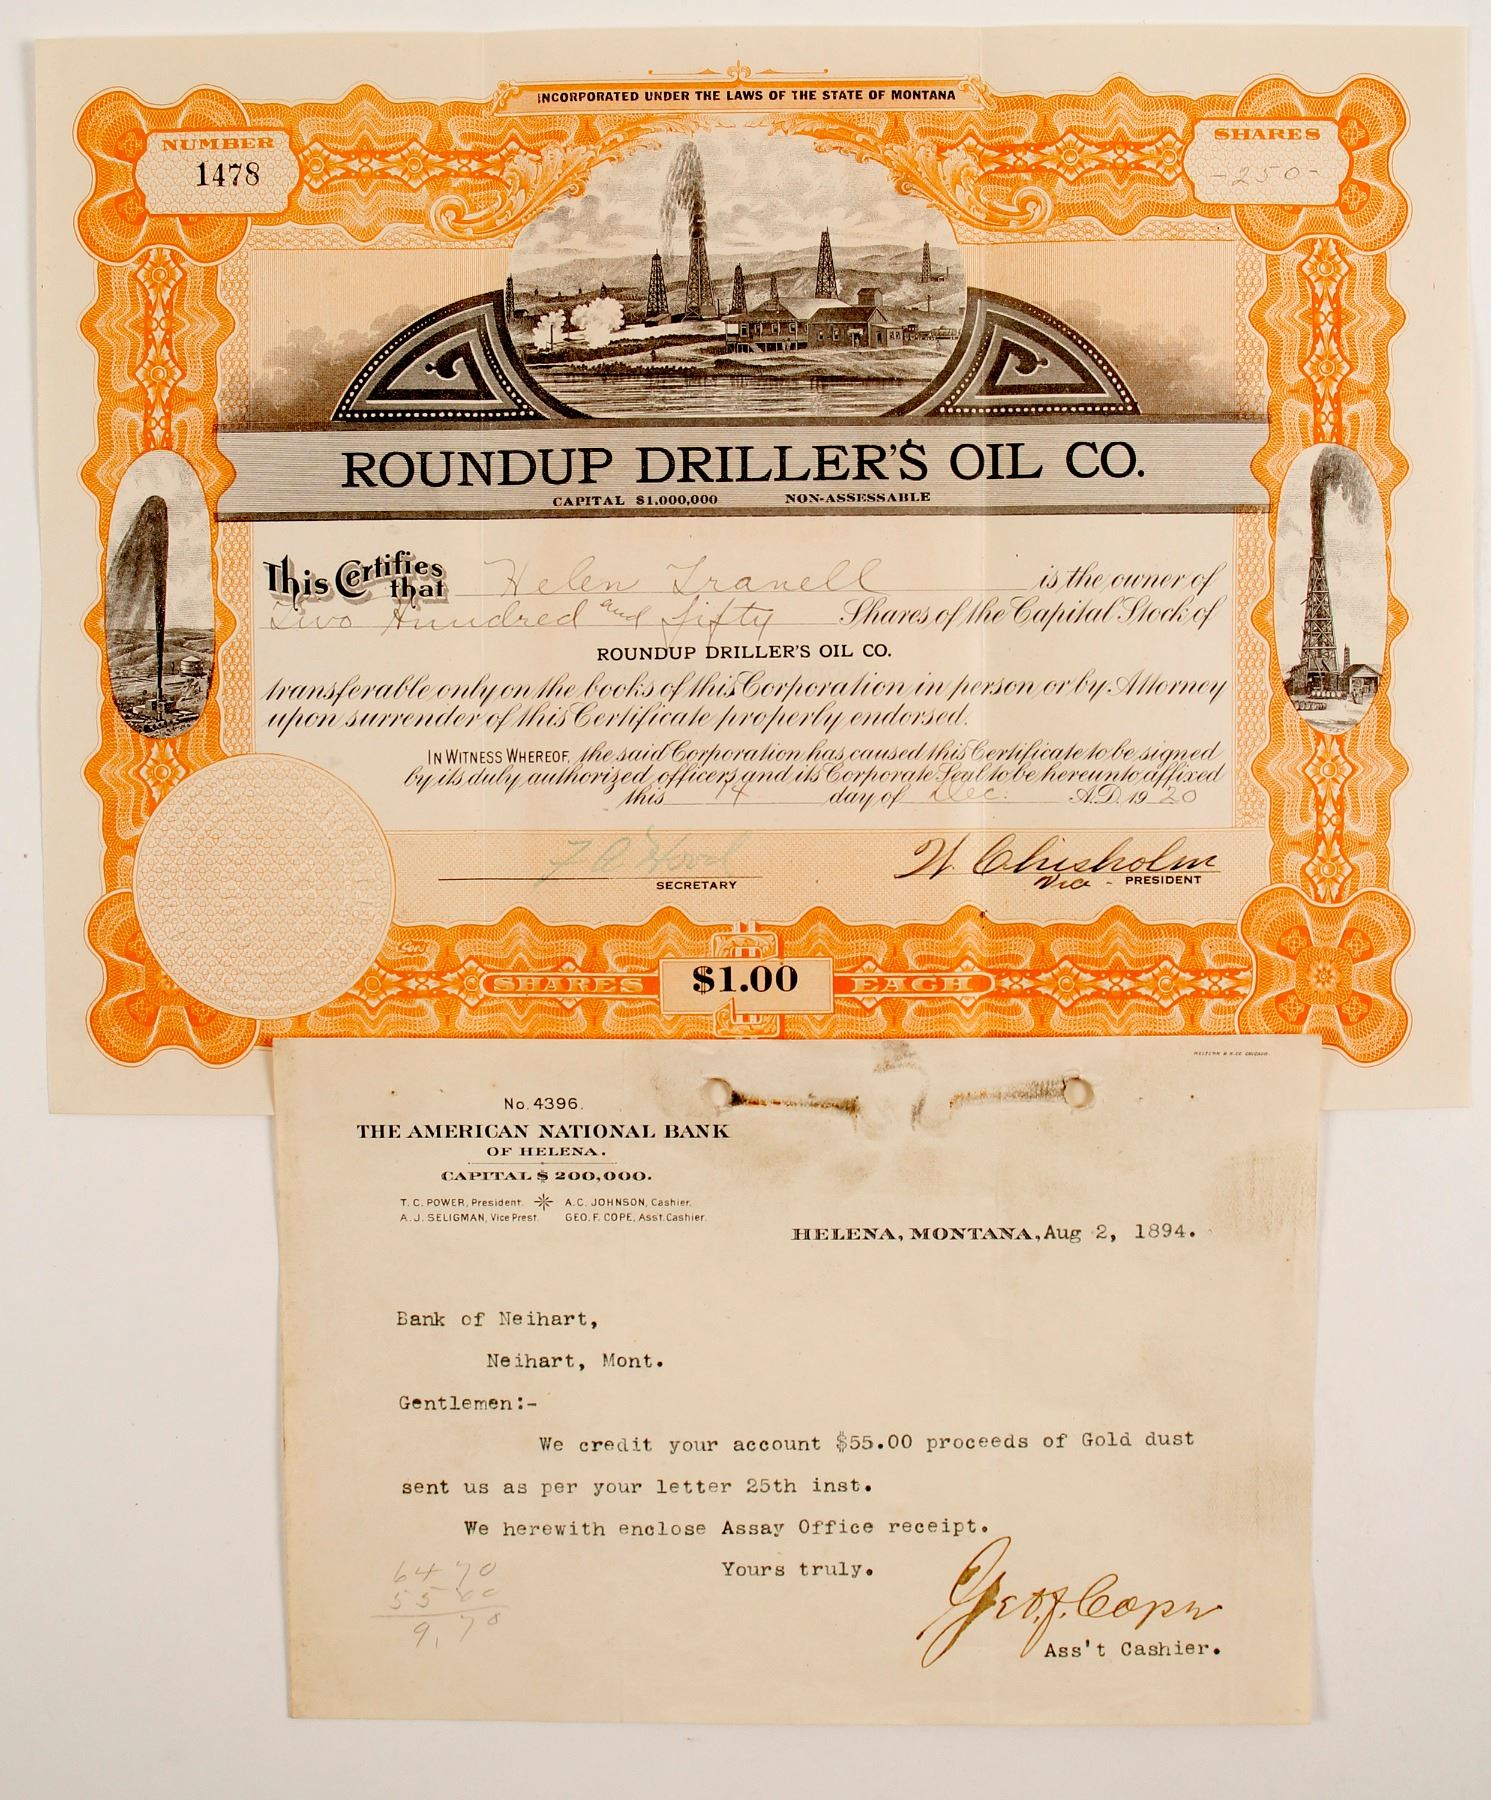 INCORPORATED UNDER THE LAWS OF THE STATE OF MONTANA
NUMBER
1478
SHARES
-250-
ROUNDUP DRILLER'S OIL CO.
CAPITAL $1,000,000 NON-ASSESSABLE
This Certifies that Helen Tranell is the owner of
Two Hundred and fifty Shares of the Capital Stock of
ROUNDUP DRILLER'S OIL CO.
transferable only on the books of this Corporation in person or by Attorney
upon surrender of this Certificate properly endorsed.
IN WITNESS WHEREOF, the said Corporation has caused this Certificate to be signed
by its duly authorized officers and its Corporate Seal to be hereunto affixed
this 14 day of Dec. A.D. 1920
F A Wood
SECRETARY
W. Chisholm
Vice - PRESIDENT
SHARES $1.00 EACH
No. 4396.
THE AMERICAN NATIONAL BANK
OF HELENA.
CAPITAL $200,000.
T. C. POWER, President. A. C. JOHNSON, Cashier.
A. J. SELIGMAN, Vice Prest. GEO. F. COPE, Ass't. Cashier.
HELENA, MONTANA, Aug 2, 1894.
Bank of Neihart,
Neihart, Mont.
Gentlemen:-
We credit your account $55.00 proceeds of Gold dust
sent us as per your letter 25th inst.
We herewith enclose Assay Office receipt.
Yours truly.
64 70
55 00
9,70
Geo. F. Cope
Ass't Cashier.